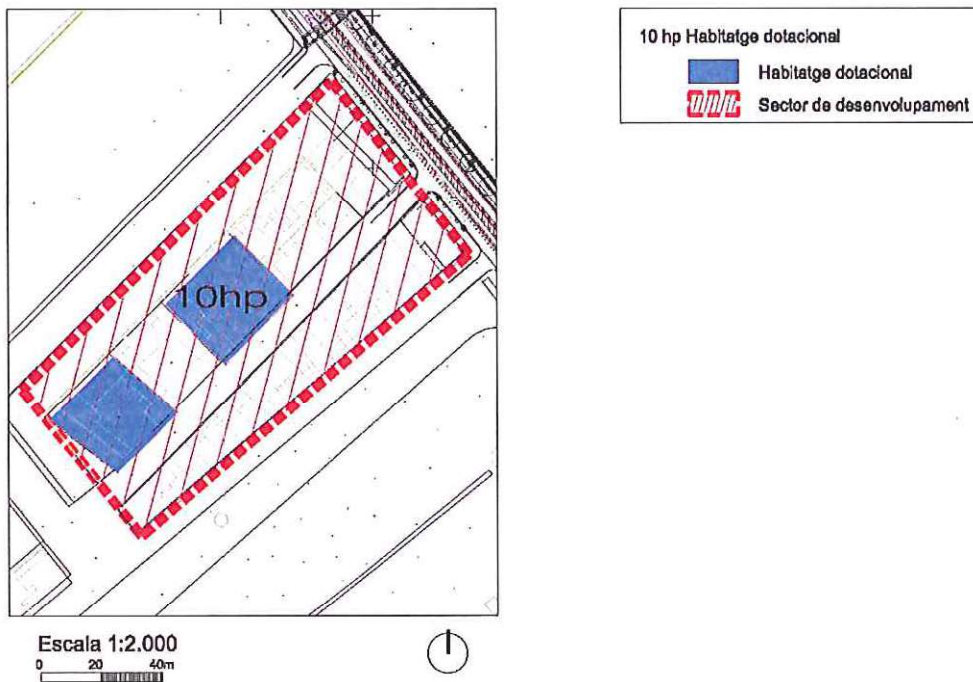 10 hp Habitatge dotacional
Habitatge dotacional
Sector de desenvolupament
10hp
Escala 1:2.000
0 20 40m